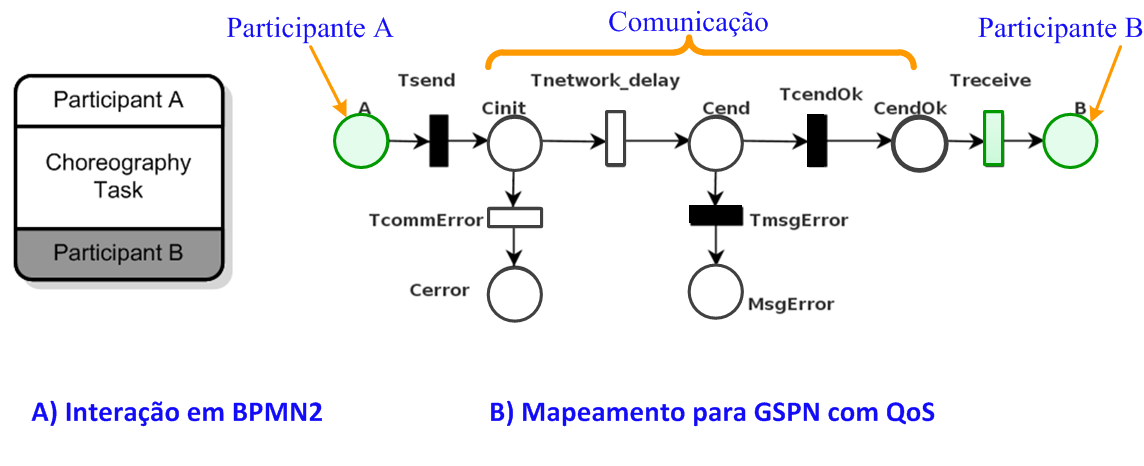 Participante A
Comunicação
Participante B
Participant A
Choreography
Task
Participant B
A
Tsend
Cinit
Tnetwork_delay
Cend
TcendOk
CendOk
Treceive
B
TcommError
TmsgError
Cerror
MsgError
A) Interação em BPMN2
B) Mapeamento para GSPN com QoS